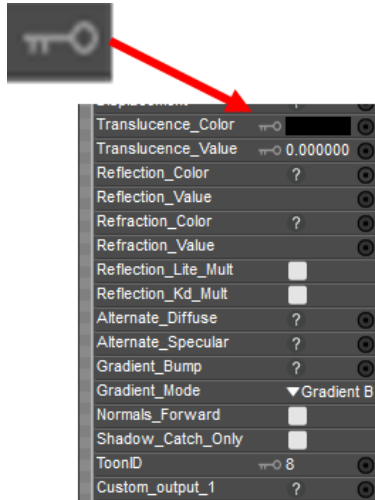 Translucence_Color
Translucence_Value 0.000000
Reflection_Color ?
Reflection_Value
Refraction_Color ?
Refraction_Value
Reflection_Lite_Mult
Reflection_Kd_Mult
Alternate_Diffuse ?
Alternate_Specular ?
Gradient_Bump ?
Gradient_Mode ▼Gradient B
Normals_Forward
Shadow_Catch_Only
ToonID 8
Custom_output_1 ?